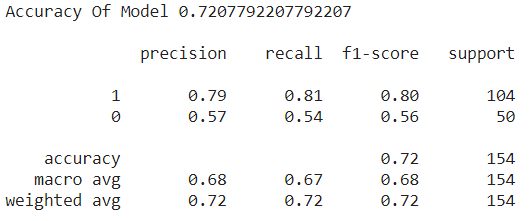 Accuracy Of Model 0.7207792207792207
precision recall f1-score support
1 0.79 0.81 0.80 104
0 0.57 0.54 0.56 50
accuracy 0.72 154
macro avg 0.68 0.67 0.68 154
weighted avg 0.72 0.72 0.72 154